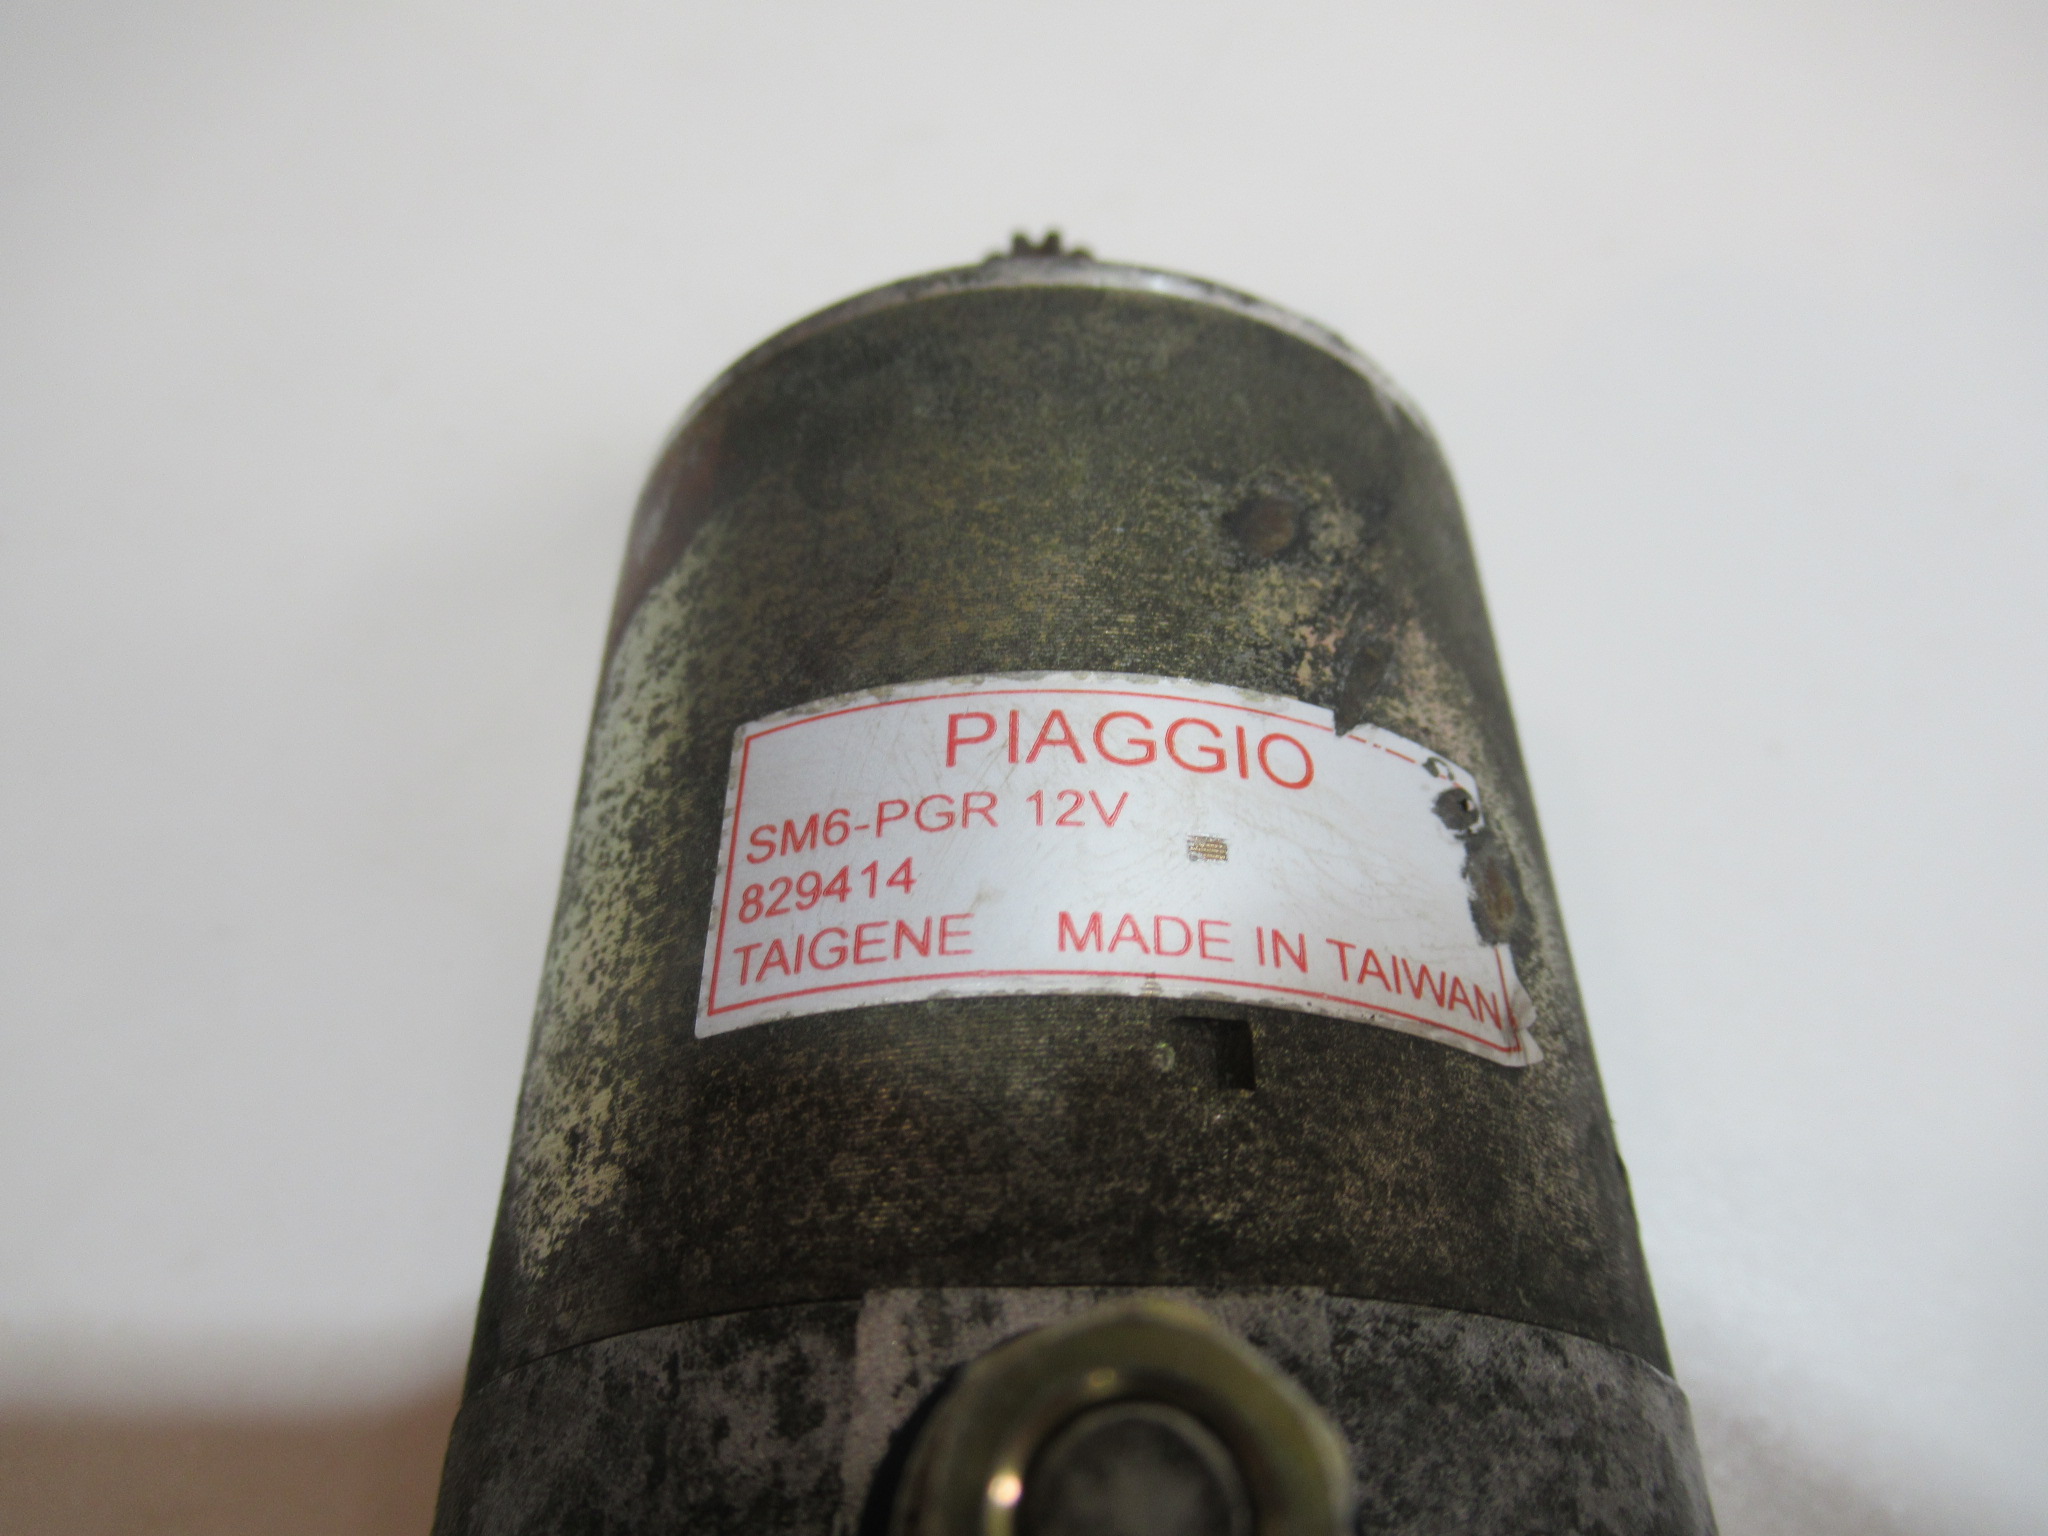 PIAGGIO
SM6-PGR 12V
829414
TAIGENE MADE IN TAIWAN